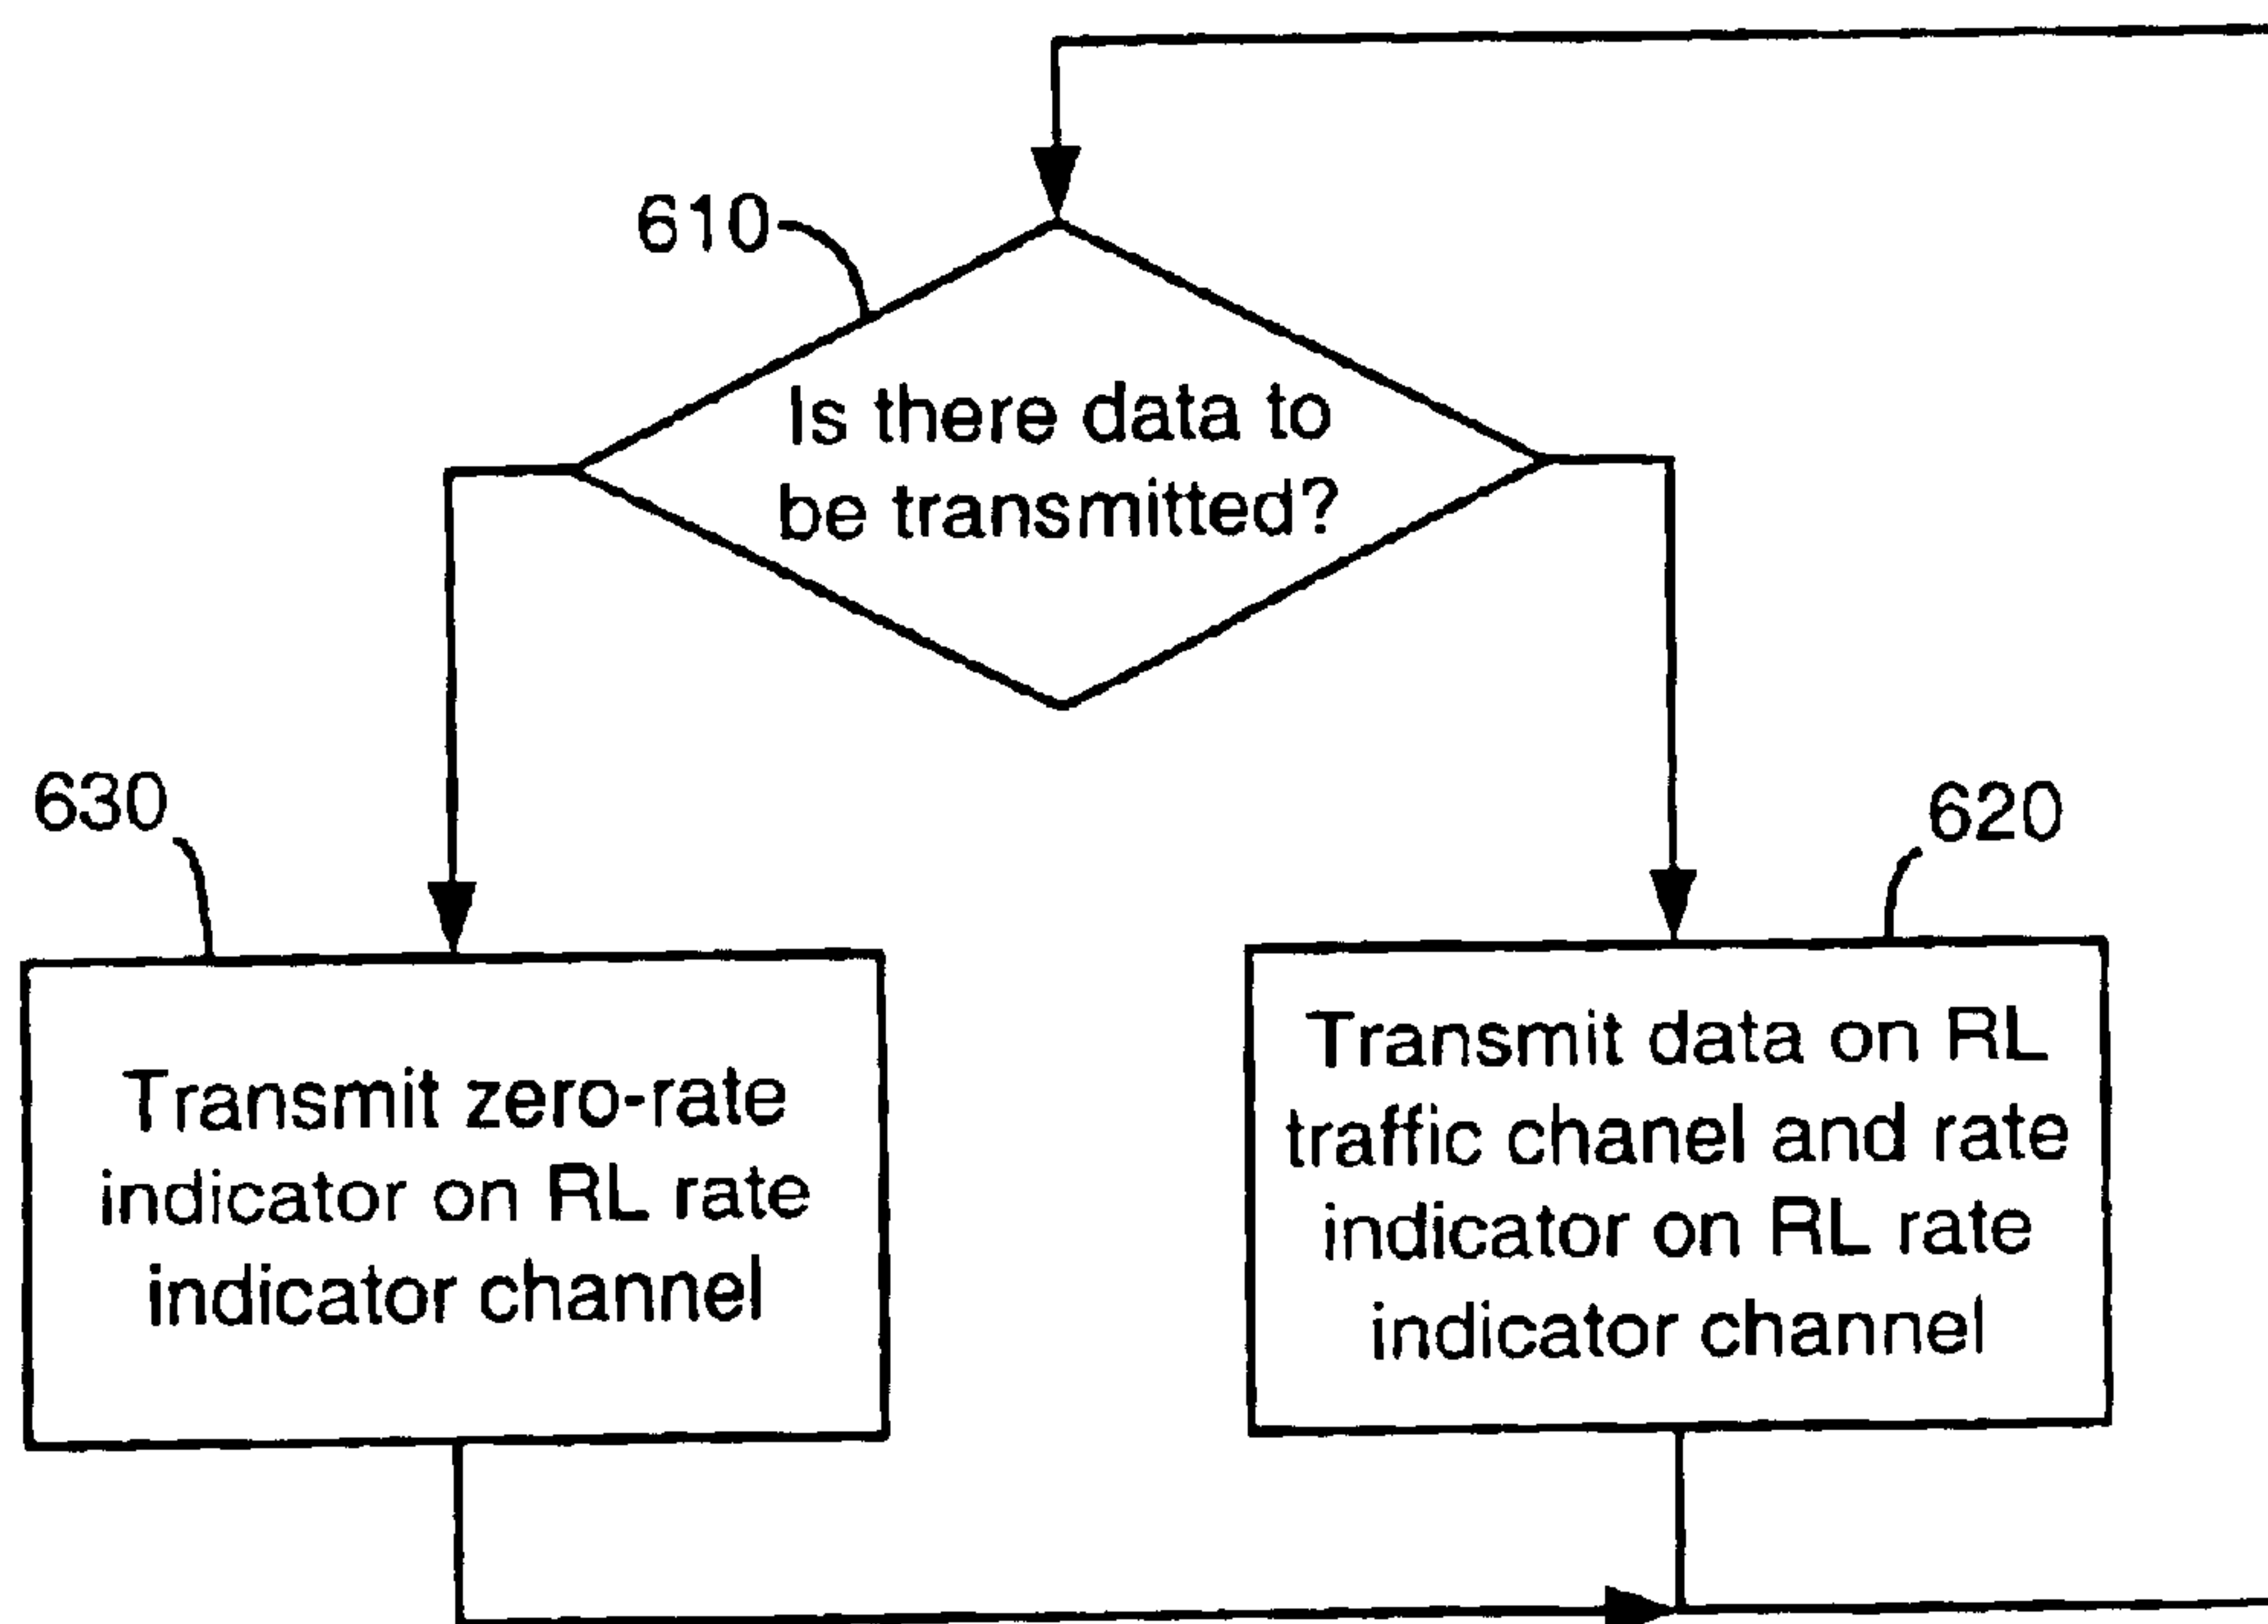 610
Is there data to
be transmitted?
630
Transmit zero-rate
indicator on RL rate
indicator channel
620
Transmit data on RL
traffic chanel and rate
indicator on RL rate
indicator channel